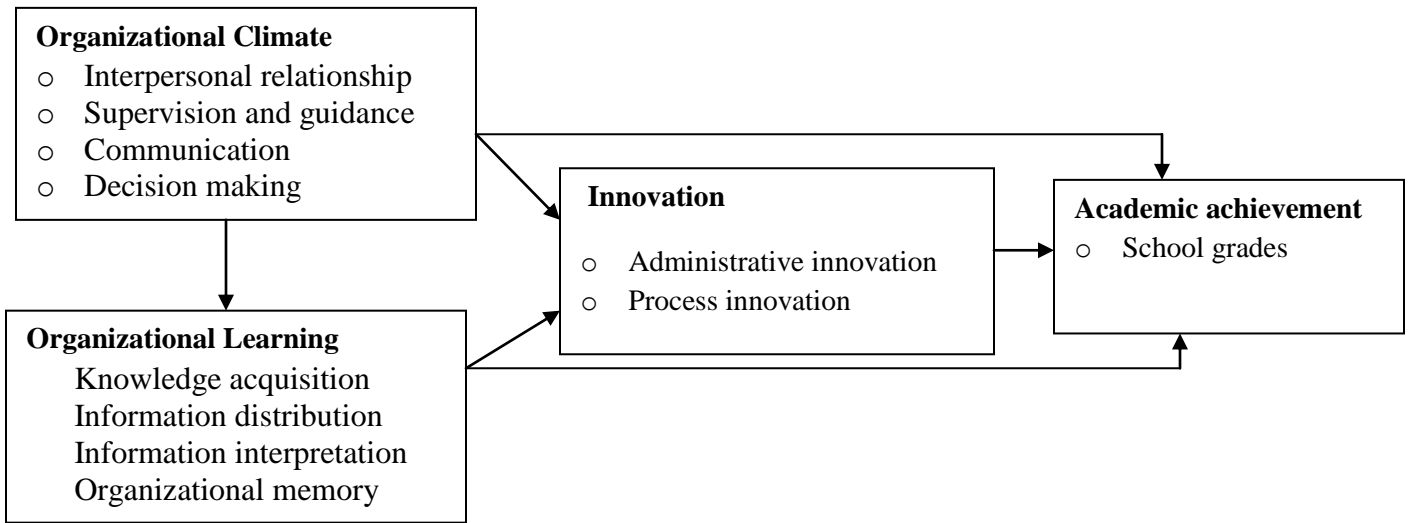 Organizational Climate
o Interpersonal relationship
o Supervision and guidance
o Communication
o Decision making
Innovation
o Administrative innovation
o Process innovation
Academic achievement
o School grades
Organizational Learning
Knowledge acquisition
Information distribution
Information interpretation
Organizational memory